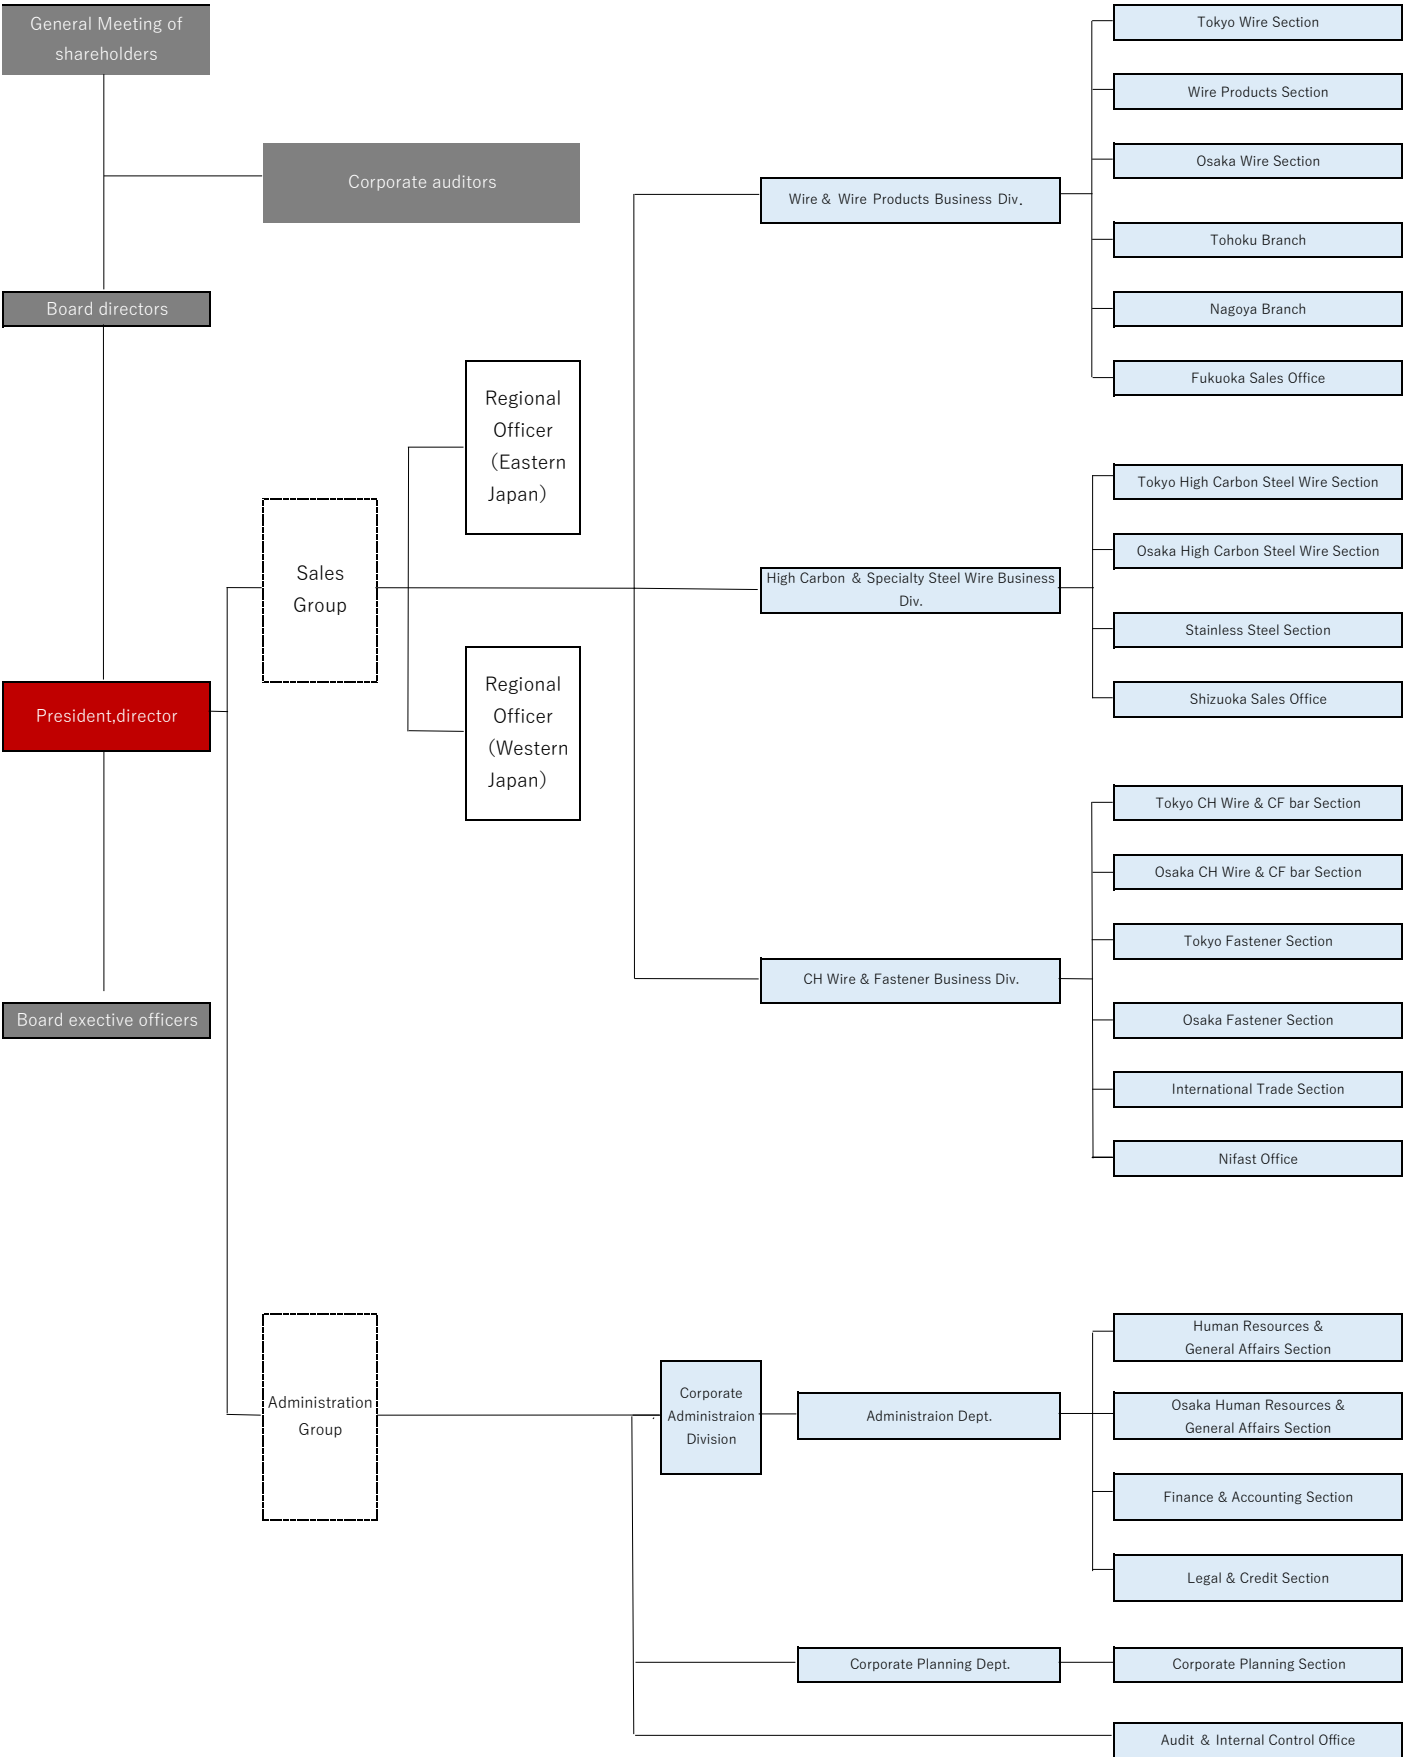 General Meeting of
shareholders
Corporate auditors
Board directors
President,director
Board exective officers
Sales
Group
Regional
Officer
（Eastern
Japan）
Regional
Officer
（Western
Japan）
Wire & Wire Products Business Div.
Tokyo Wire Section
Wire Products Section
Osaka Wire Section
Tohoku Branch
Nagoya Branch
Fukuoka Sales Office
High Carbon & Specialty Steel Wire Business
Div.
Tokyo High Carbon Steel Wire Section
Osaka High Carbon Steel Wire Section
Stainless Steel Section
Shizuoka Sales Office
CH Wire & Fastener Business Div.
Tokyo CH Wire & CF bar Section
Osaka CH Wire & CF bar Section
Tokyo Fastener Section
Osaka Fastener Section
International Trade Section
Nifast Office
Administration
Group
Corporate
Administraion
Division
Administraion Dept.
Human Resources &
General Affairs Section
Osaka Human Resources &
General Affairs Section
Finance & Accounting Section
Legal & Credit Section
Corporate Planning Dept.
Corporate Planning Section
Audit & Internal Control Office